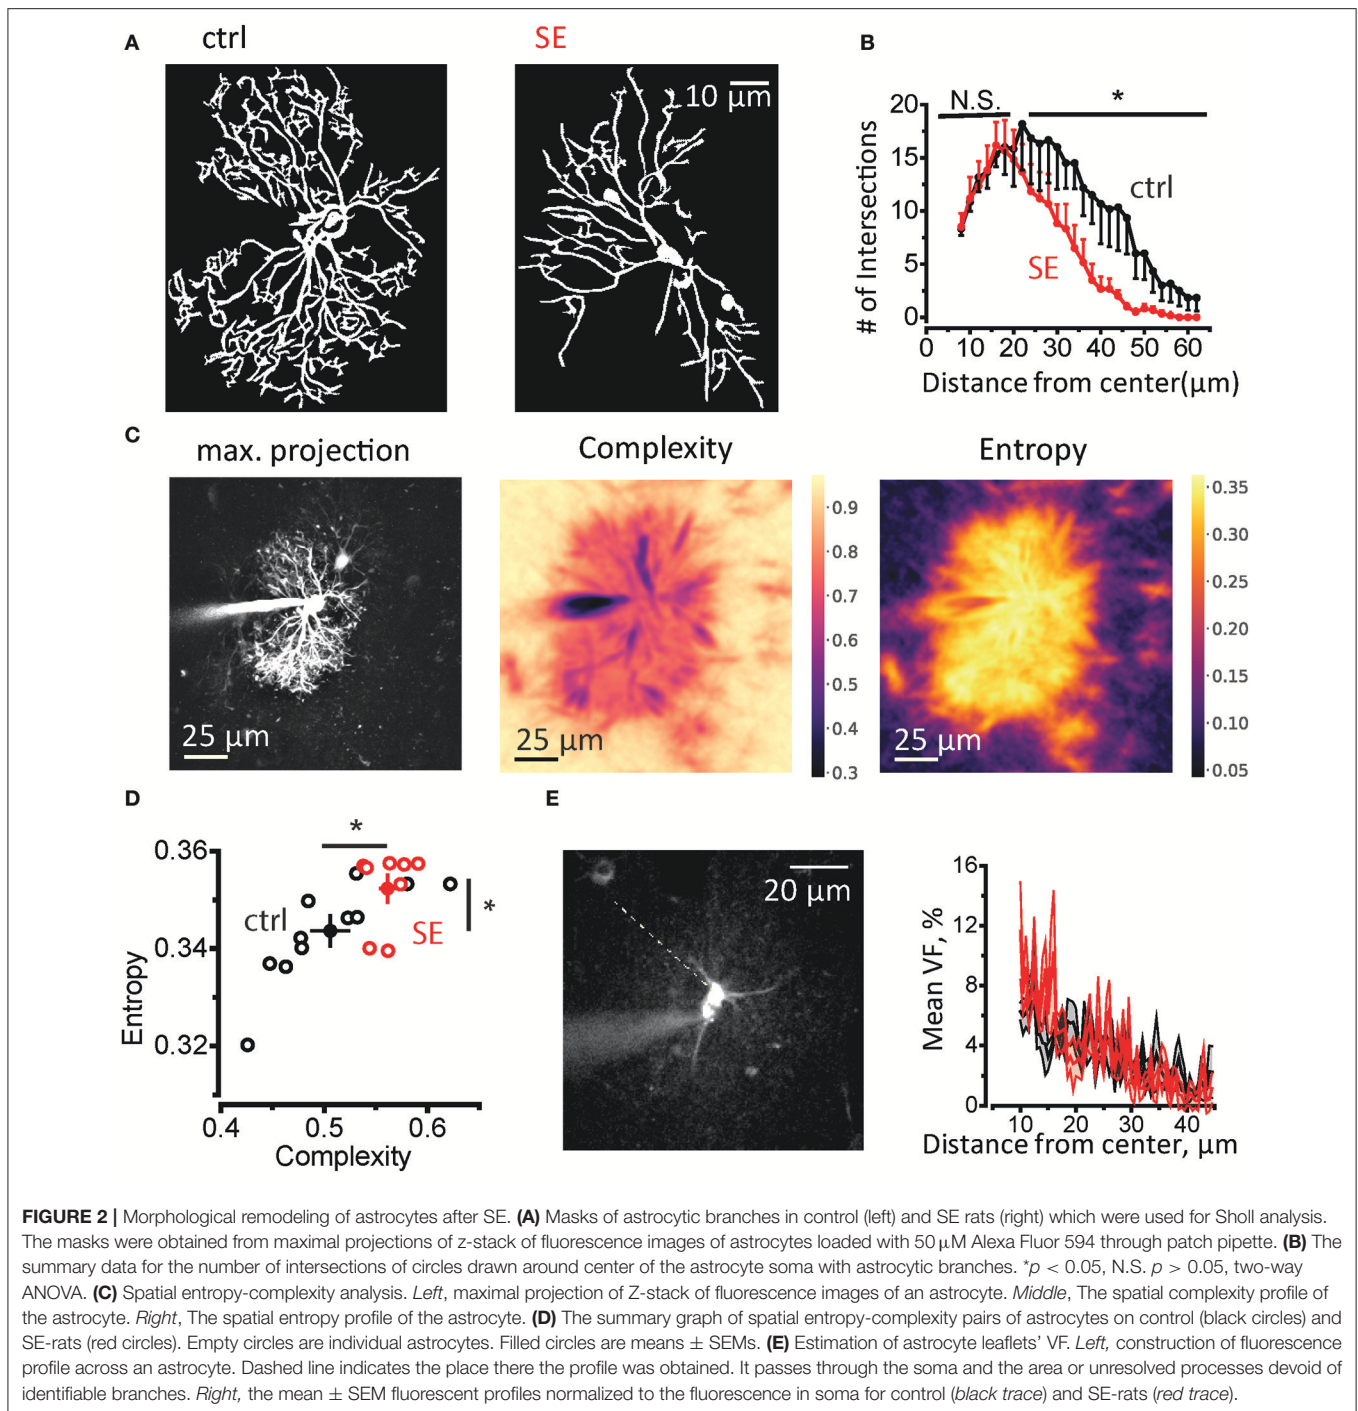 A
ctrl
SE
10 µm
B
20
15
10
5
0
# of Intersections
N.S.
*
ctrl
SE
0
10
20
30
40
50
60
Distance from center(µm)
C
max. projection
25 µm
Complexity
25 µm
0.9
0.8
0.7
0.6
0.5
0.4
0.3
Entropy
25 µm
0.35
0.30
0.25
0.20
0.15
0.10
0.05
D
0.36
0.34
0.32
Entropy
*
*
ctrl
SE
0.4
0.5
0.6
Complexity
E
20 µm
16
12
8
4
0
Mean VF, %
10
20
30
40
Distance from center, µm
FIGURE 2 | Morphological remodeling of astrocytes after SE. (A) Masks of astrocytic branches in control (left) and SE rats (right) which were used for Sholl analysis.
The masks were obtained from maximal projections of z-stack of fluorescence images of astrocytes loaded with 50 µM Alexa Fluor 594 through patch pipette. (B) The
summary data for the number of intersections of circles drawn around center of the astrocyte soma with astrocytic branches. *p < 0.05, N.S. p > 0.05, two-way
ANOVA. (C) Spatial entropy-complexity analysis. Left, maximal projection of Z-stack of fluorescence images of an astrocyte. Middle, The spatial complexity profile of
the astrocyte. Right, The spatial entropy profile of the astrocyte. (D) The summary graph of spatial entropy-complexity pairs of astrocytes on control (black circles) and
SE-rats (red circles). Empty circles are individual astrocytes. Filled circles are means ± SEMs. (E) Estimation of astrocyte leaflets' VF. Left, construction of fluorescence
profile across an astrocyte. Dashed line indicates the place there the profile was obtained. It passes through the soma and the area or unresolved processes devoid of
identifiable branches. Right, the mean ± SEM fluorescent profiles normalized to the fluorescence in soma for control (black trace) and SE-rats (red trace).